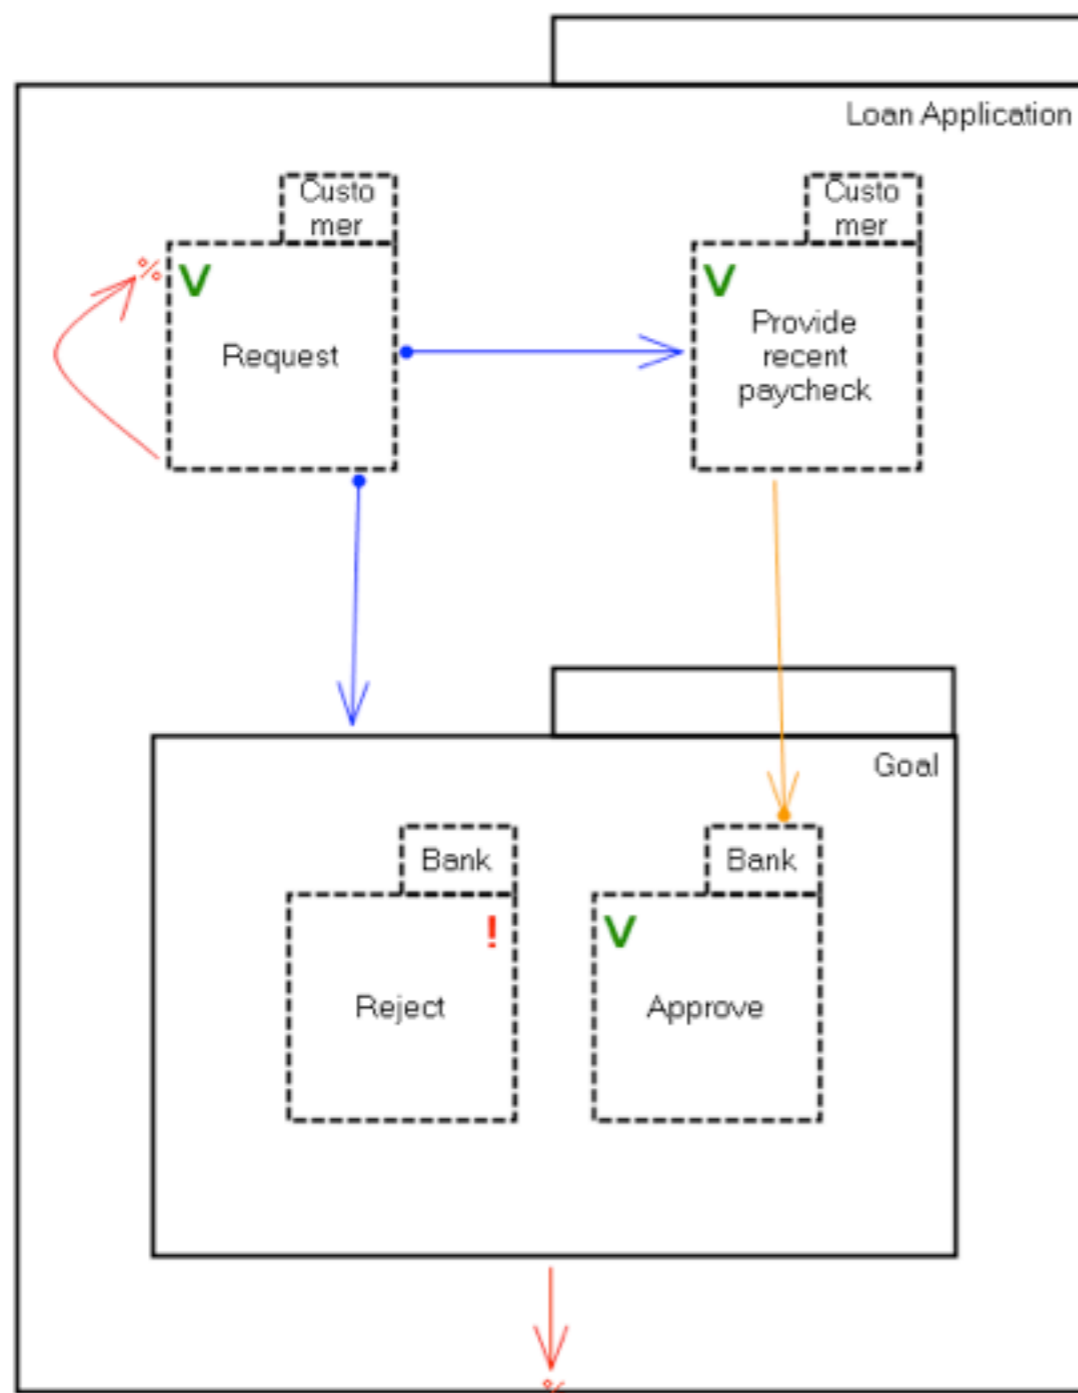 Loan Application
Custo
mer
%
V
Request
Custo
mer
V
Provide
recent
paycheck
Goal
Bank
!
Reject
Bank
V
Approve
%